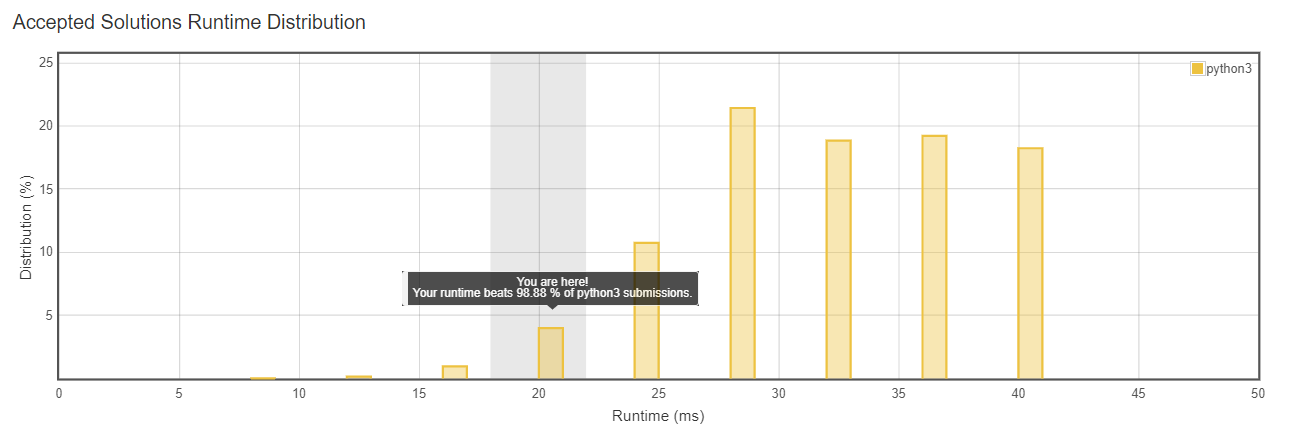 Accepted Solutions Runtime Distribution
25
20
15
10
5
Distribution (%)
python3
You are here!
Your runtime beats 98.88 % of python3 submissions.
0
5
10
15
20
25
30
35
40
45
50
Runtime (ms)